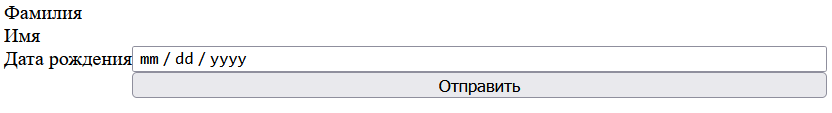 Фамилия
Имя
Дата рождения mm / dd / yyyy
Отправить